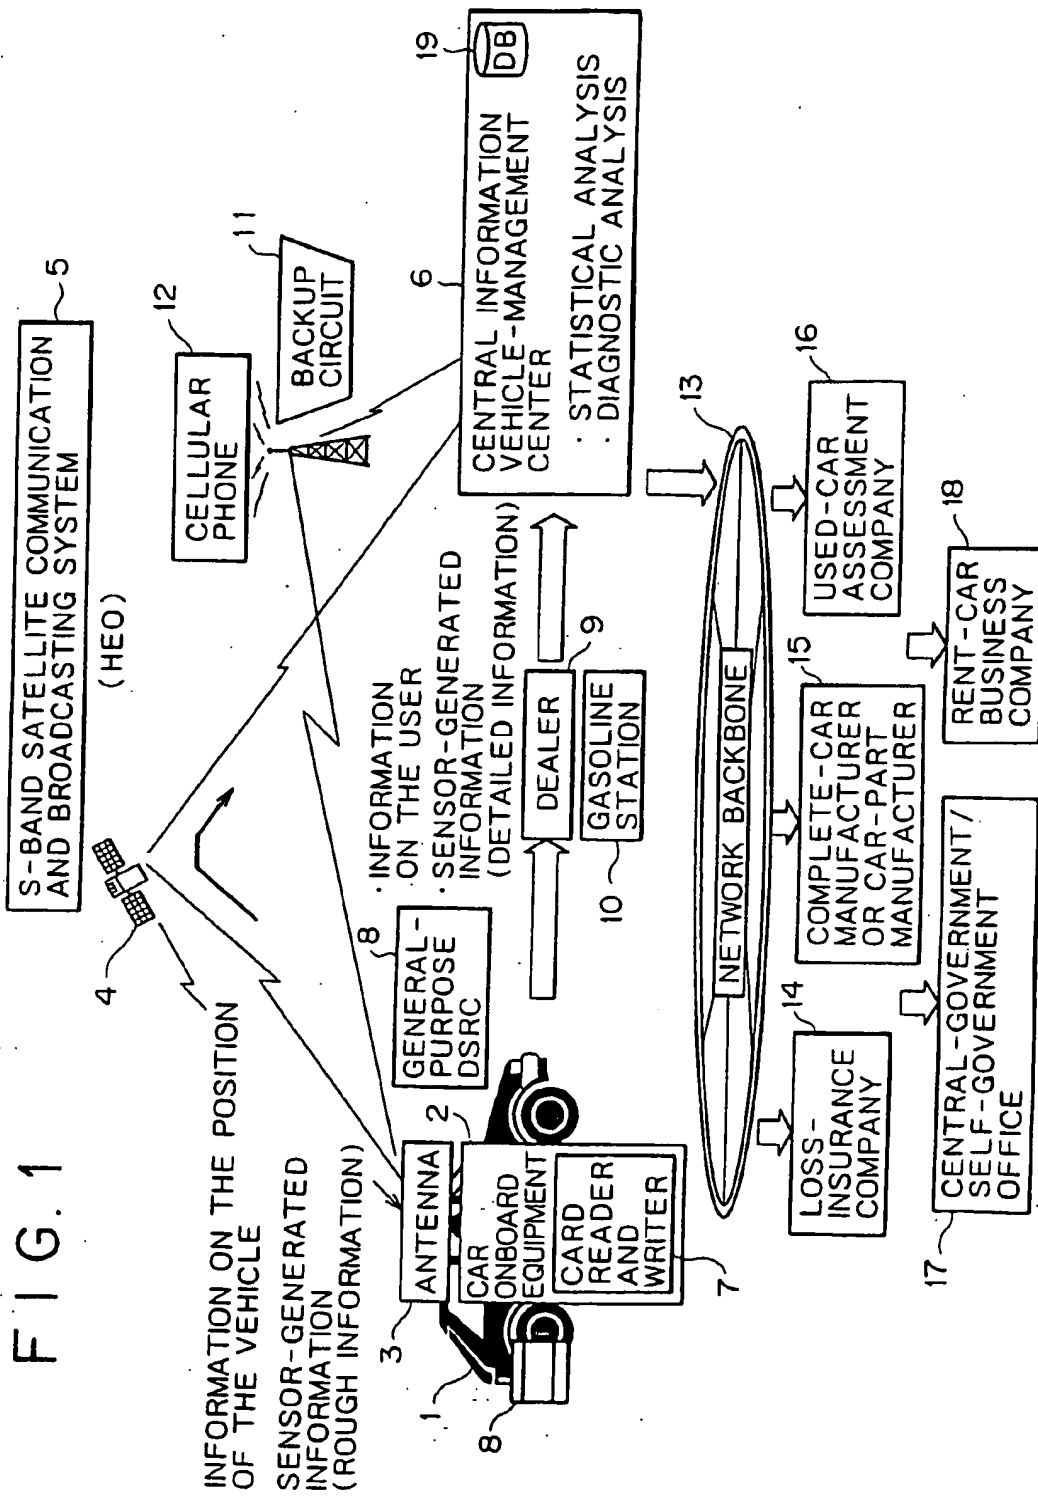 FIG. 1
S-BAND SATELLITE COMMUNICATION
AND BROADCASTING SYSTEM
5
(HEO)
4
INFORMATION ON THE POSITION
OF THE VEHICLE
SENSOR-GENERATED
INFORMATION
(ROUGH INFORMATION)
12
CELLULAR
PHONE
11
BACKUP
CIRCUIT
3
ANTENNA
8
GENERAL-
PURPOSE
DSRC
2
CAR
ONBOARD
EQUIPMENT
CARD
READER
AND
WRITER
7
1
8
· INFORMATION
ON THE USER
· SENSOR-GENERATED
INFORMATION
(DETAILED INFORMATION)
DEALER
9
GASOLINE
STATION
10
6
19
DB
CENTRAL INFORMATION
VEHICLE-MANAGEMENT
CENTER
· STATISTICAL ANALYSIS
· DIAGNOSTIC ANALYSIS
13
NETWORK BACKBONE
14
LOSS-
INSURANCE
COMPANY
15
COMPLETE-CAR
MANUFACTURER
OR CAR-PART
MANUFACTURER
16
USED-CAR
ASSESSMENT
COMPANY
17
CENTRAL-GOVERNMENT/
SELF-GOVERNMENT
OFFICE
18
RENT-CAR
BUSINESS
COMPANY